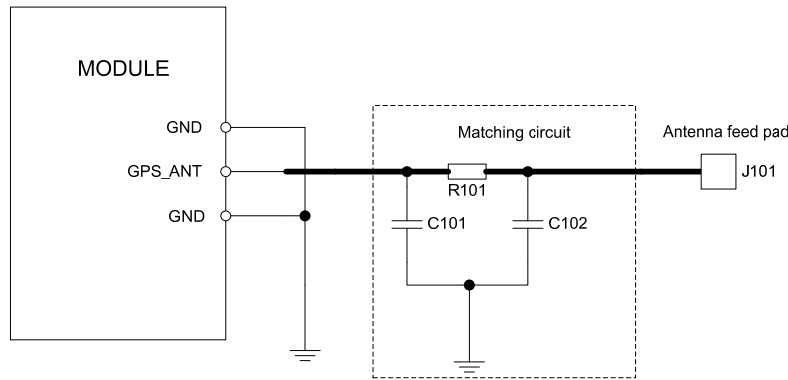 MODULE
GND
Matching circuit
Antenna feed pad
GPS_ANT
J101
R101
GND
C101
C102